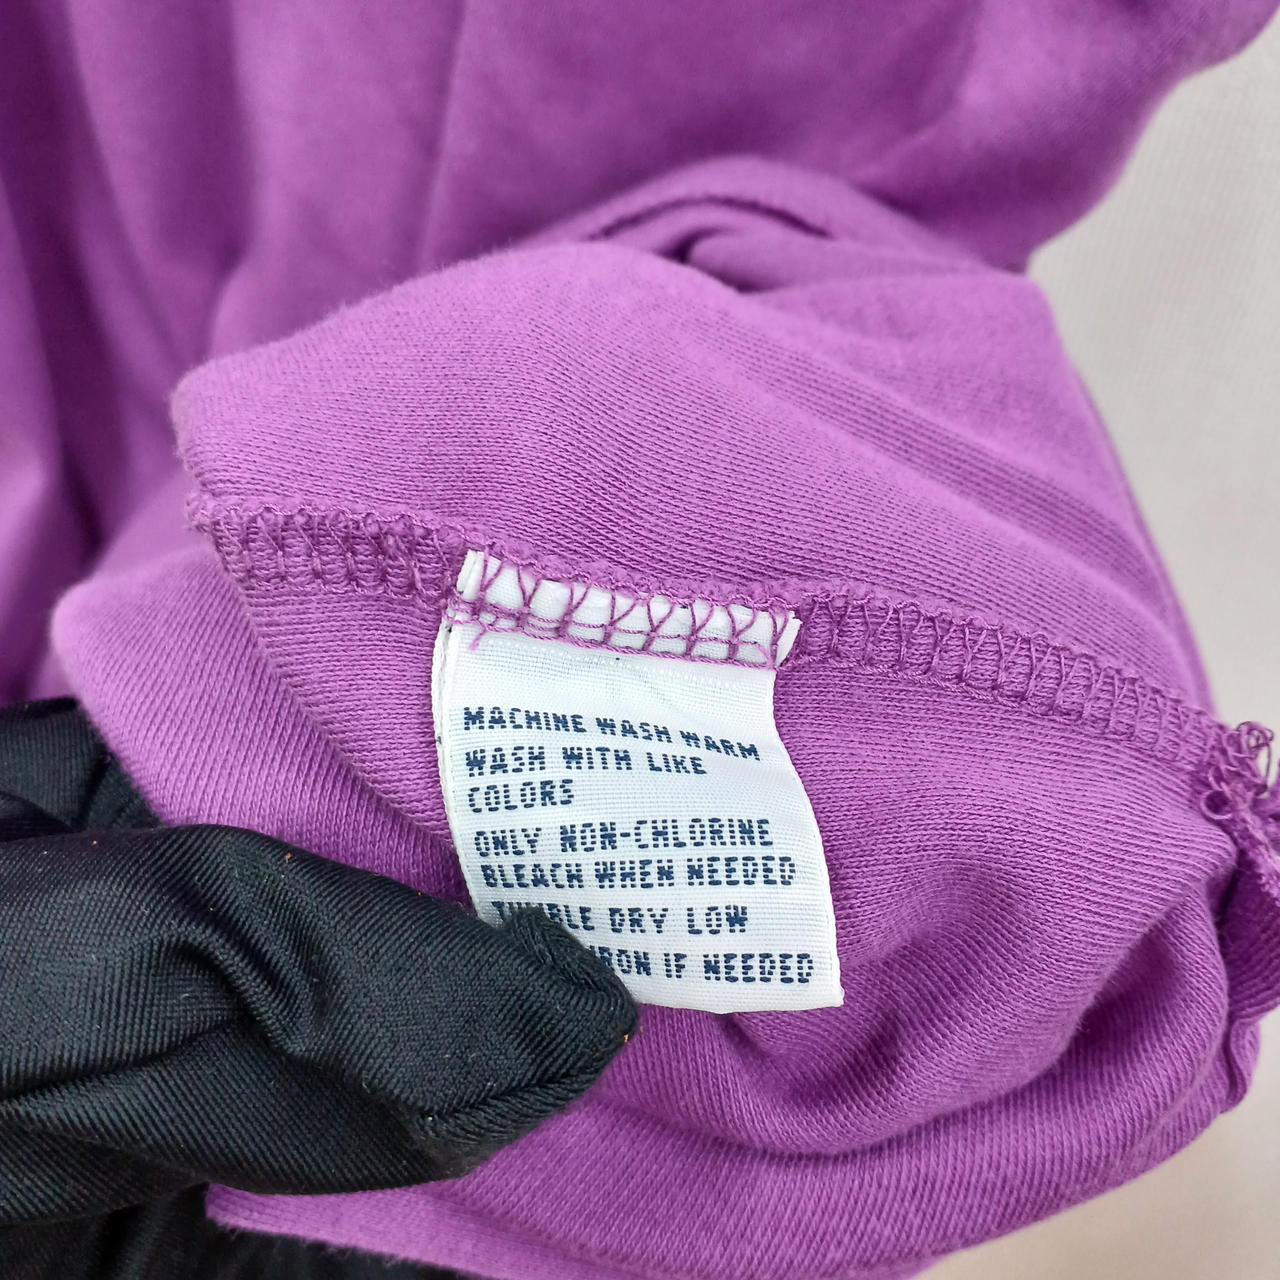 MACHINE WASH WARM
WASH WITH LIKE
COLORS
ONLY NON-CHLORINE
BLEACH WHEN NEEDED
TUMBLE DRY LOW
IRON IF NEEDED